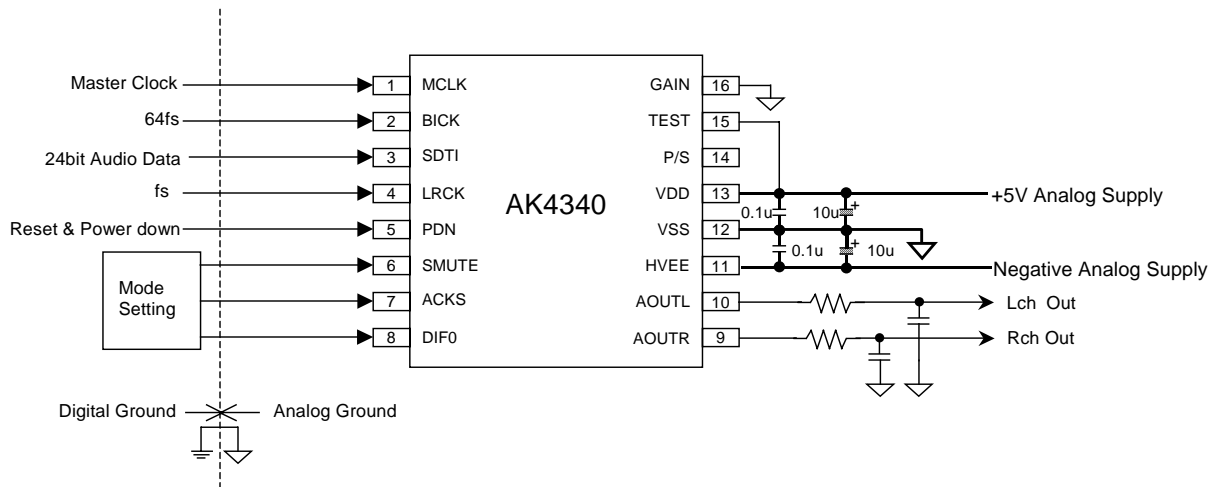 Master Clock
64fs
24bit Audio Data
fs
Reset & Power down
Mode
Setting
1 MCLK
2 BICK
3 SDTI
4 LRCK
5 PDN
6 SMUTE
7 ACKS
8 DIF0
AK4340
GAIN 16
TEST 15
P/S 14
VDD 13
VSS 12
HVEE 11
AOUTL 10
AOUTR 9
0.1u 10u +
+5V Analog Supply
0.1u 10u +
Negative Analog Supply
Lch Out
Rch Out
Digital Ground
Analog Ground